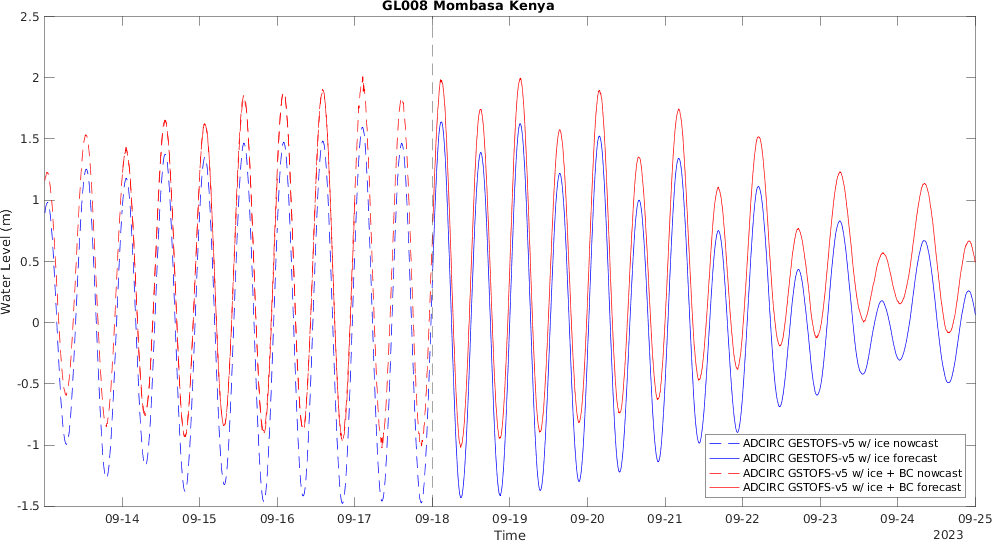 GL008 Mombasa Kenya
2.5
2
1.5
1
0.5
0
-0.5
-1
-1.5
Water Level (m)
09-14 09-15 09-16 09-17 09-18 09-19 09-20 09-21 09-22 09-23 09-24 09-25
Time
2023
ADCIRC GESTOFS-v5 w/ ice nowcast
ADCIRC GESTOFS-v5 w/ ice forecast
ADCIRC GSTOFS-v5 w/ ice + BC nowcast
ADCIRC GSTOFS-v5 w/ ice + BC forecast